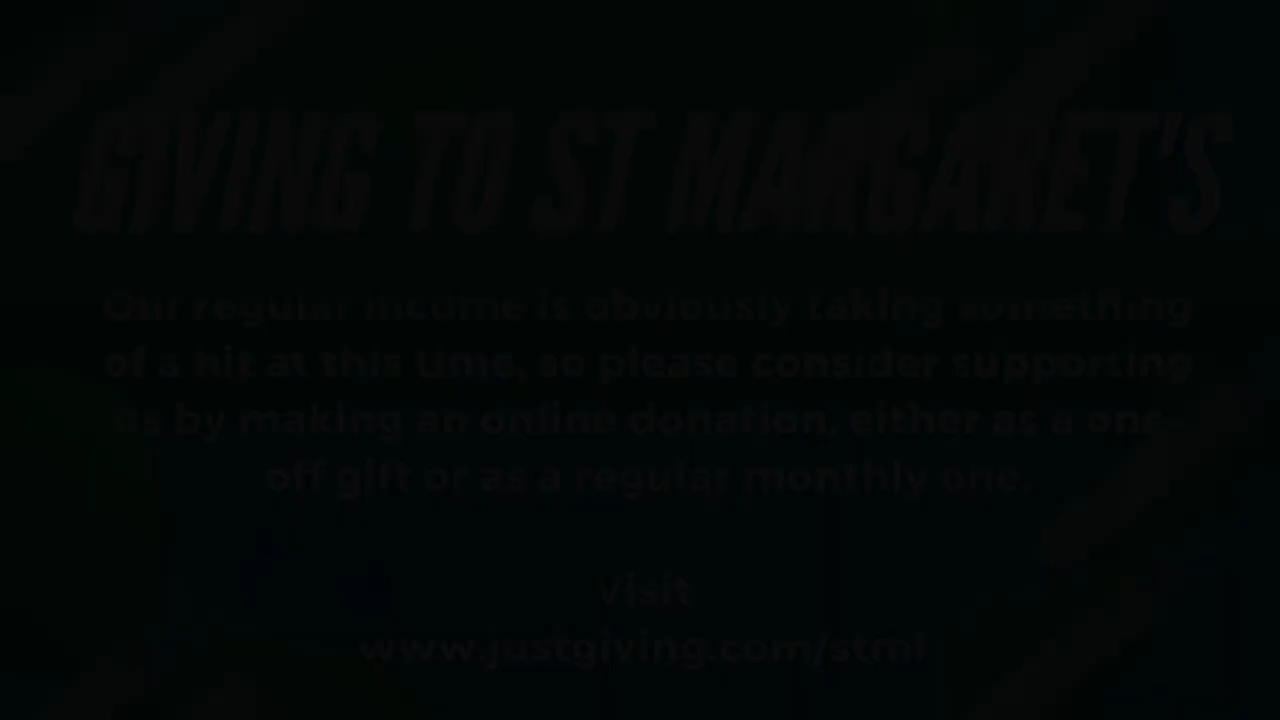 GIVING TO ST MARGARET'S
Our regular income is obviously taking something
of a hit at this time, so please consider supporting
us by making an online donation, either as a one-
off gift or as a regular monthly one.
Visit
www.justgiving.com/stml